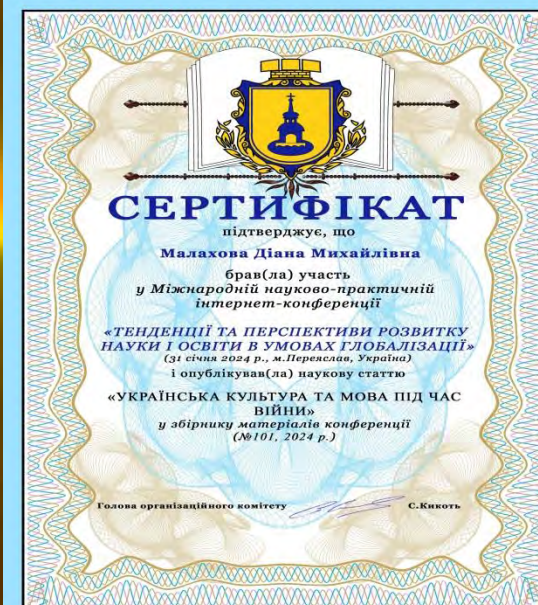 СЕРТИФІКАТ
підтверджує, що
Малахова Діана Михайлівна
брав(ла) участь
у Міжнародній науково-практичній
інтернет-конференції
«ТЕНДЕНЦІЇ ТА ПЕРСПЕКТИВИ РОЗВИТКУ
НАУКИ І ОСВІТИ В УМОВАХ ГЛОБАЛІЗАЦІЇ»
(31 січня 2024 р., м.Переяслав, Україна)
і опублікував(ла) наукову статтю
«УКРАЇНСЬКА КУЛЬТУРА ТА МОВА ПІД ЧАС
ВІЙНИ»
у збірнику матеріалів конференції
(№101, 2024 р.)
Голова організаційного комітсту С.Кикоть